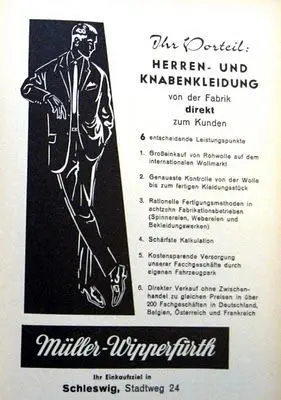 Ihr Vorteil:
HERREN- UND
KNABENKLEIDUNG
von der Fabrik
direkt
zum Kunden
6 entscheidende Leistungspunkte
1. Großeinkauf von Rohwolle auf dem
internationalen Wollmarkt
2. Genaueste Kontrolle von der Wolle
bis zum fertigen Kleidungsstück
3. Rationelle Fertigungsmethoden in
achtzehn Fabrikationsbetrieben
(Spinnereien, Webereien und
Bekleidungswerken)
4. Schärfste Kalkulation
5. Kostensparende Versorgung
unserer Fachgeschäfte durch
eigenen Fahrzeugpark
6. Direkter Verkauf ohne Zwischen-
handel zu gleichen Preisen in über
200 Fachgeschäften in Deutschland,
Belgien, Österreich und Frankreich
Müller-Wipperfürth
Ihr Einkaufsziel in
Schleswig, Stadtweg 24